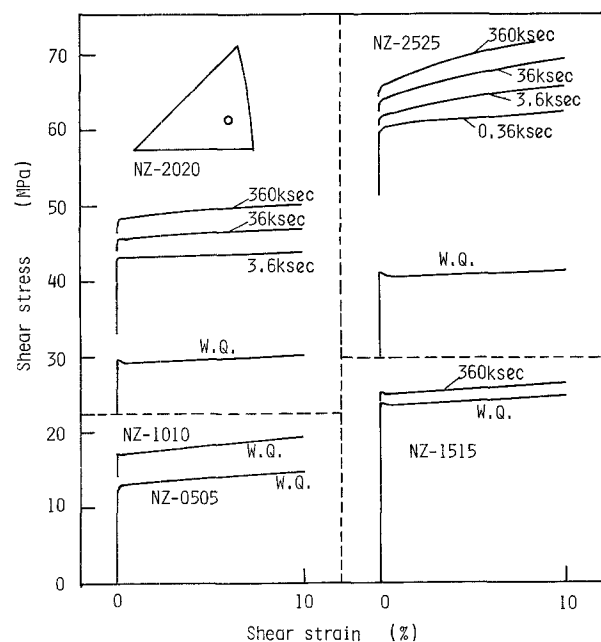 70
60
50
40
30
20
10
0
Shear stress (MPa)
NZ-2020
360ksec
36ksec
3.6ksec
W.Q.
NZ-1010
W.Q.
NZ-0505
W.Q.
NZ-2525
360ksec
36ksec
3.6ksec
0.36ksec
W.Q.
360ksec
W.Q.
NZ-1515
0
10
0
10
Shear strain (%)